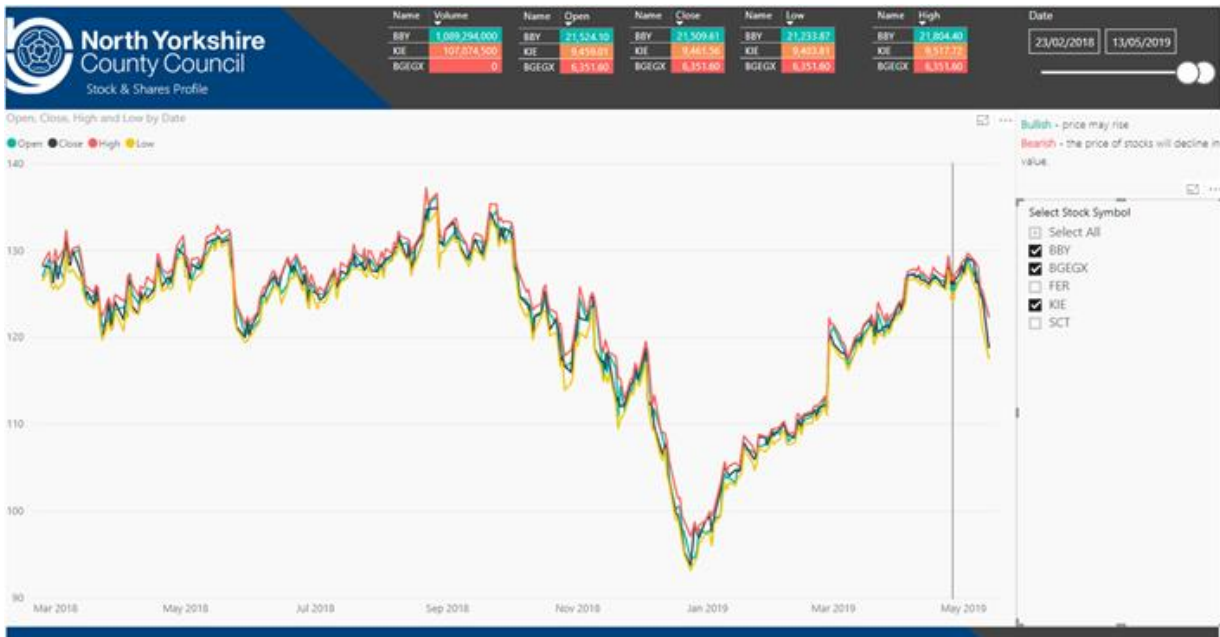 North Yorkshire
County Council
Stock & Shares Profile
Name Volume
BBY 1,089,294,000
KIE 107,074,500
BGEGX 0
Name Open
BBY 21,524.10
KIE 9,459.01
BGEGX 6,351.60
Name Close
BBY 21,509.61
KIE 9,461.56
BGEGX 6,351.60
Name Low
BBY 21,233.87
KIE 9,403.81
BGEGX 6,351.60
Name High
BBY 21,804.40
KIE 9,517.72
BGEGX 6,351.60
Date
23/02/2018 13/05/2019
Open, Close, High and Low by Date
Open Close High Low
140
130
120
110
100
90
Mar 2018 May 2018 Jul 2018 Sep 2018 Nov 2018 Jan 2019 Mar 2019 May 2019
Bullish - price may rise
Bearish - the price of stocks will decline in
value.
Select Stock Symbol
Select All
BBY
BGEGX
FER
KIE
SCT